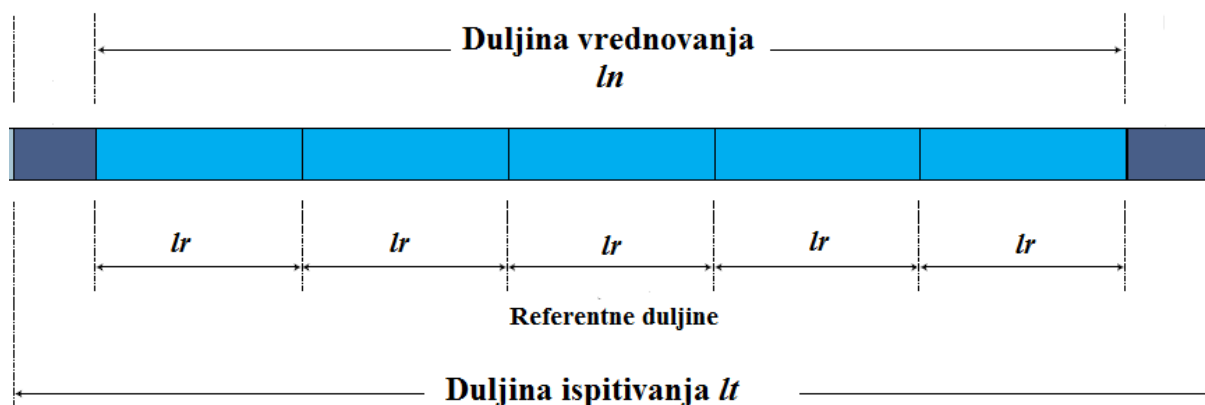 Duljina vrednovanja
ln
lr lr lr lr lr
Referentne duljine
Duljina ispitivanja lt